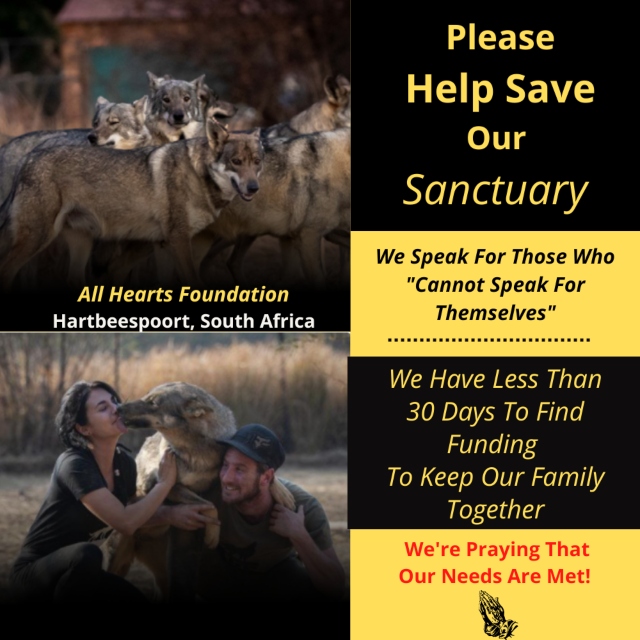 Please
Help Save
Our
Sanctuary
We Speak For Those Who
"Cannot Speak For
Themselves"
................................
All Hearts Foundation
Hartbeespoort, South Africa
We Have Less Than
30 Days To Find
Funding
To Keep Our Family
Together
We're Praying That
Our Needs Are Met!